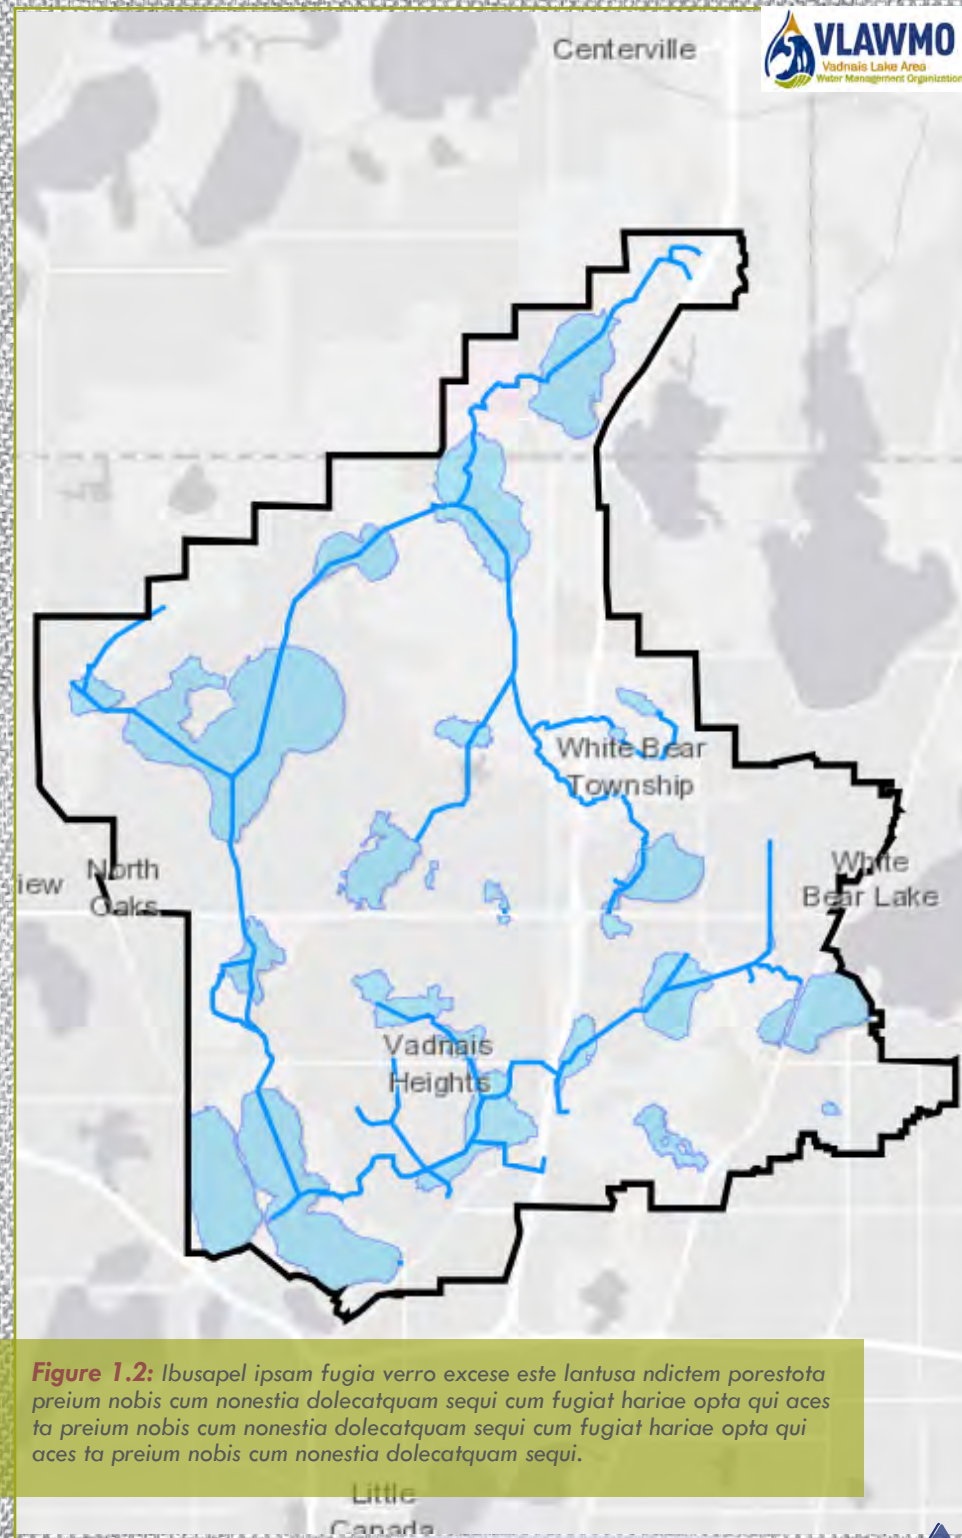 Centerville
VLAWMO
Vadnais Lake Area
Water Management Organization
White Bear
Township
North
Oaks
iew
White
Bear Lake
Vadnais
Heights
Figure 1.2: Ibusapel ipsam fugia verro excese este lantusa ndictem porestota
preium nobis cum nonestia dolecatquam sequi cum fugiat hariae opta qui aces
ta preium nobis cum nonestia dolecatquam sequi cum fugiat hariae opta qui
aces ta preium nobis cum nonestia dolecatquam sequi.
Little
Canada